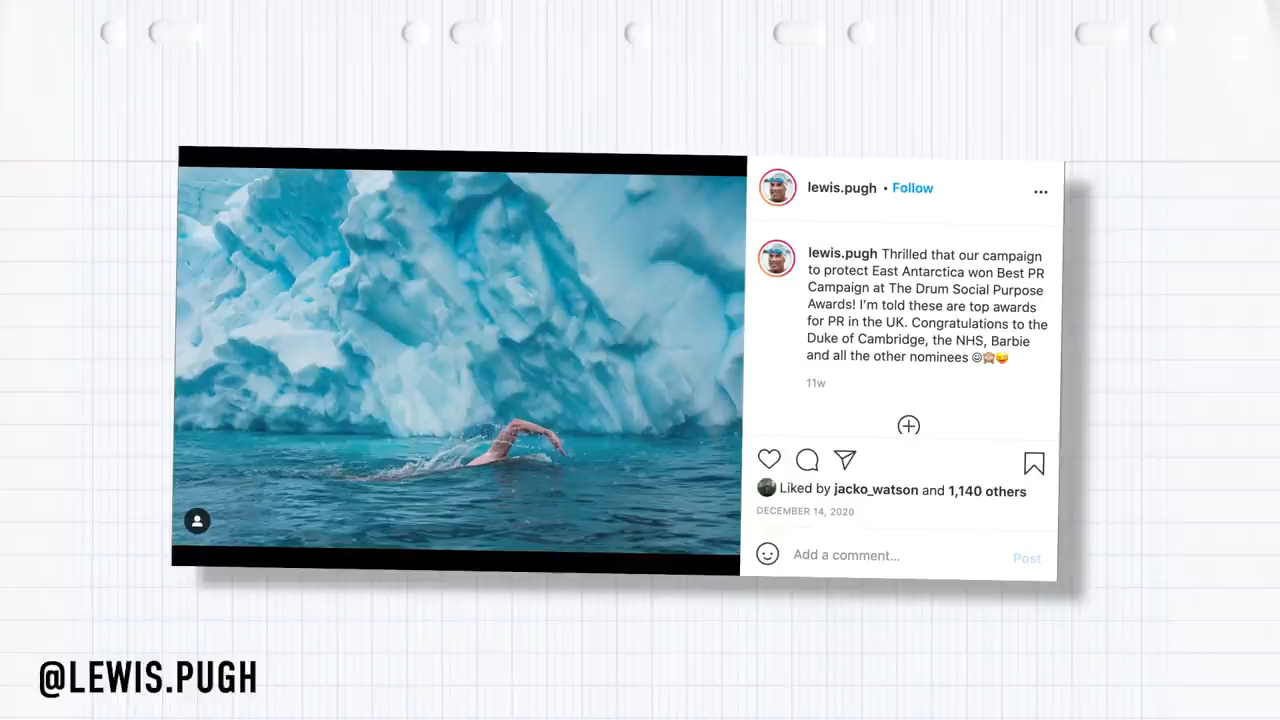 lewis.pugh • Follow
lewis.pugh Thrilled that our campaign
to protect East Antarctica won Best PR
Campaign at The Drum Social Purpose
Awards! I'm told these are top awards
for PR in the UK. Congratulations to the
Duke of Cambridge, the NHS, Barbie
and all the other nominees ☺🙈😜
11w
Liked by jacko_watson and 1,140 others
DECEMBER 14, 2020
Add a comment... Post
@LEWIS.PUGH